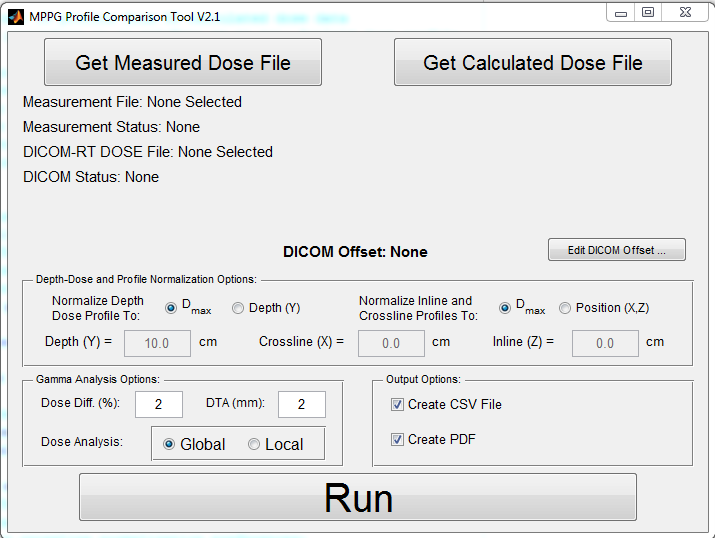 MPPG Profile Comparison Tool V2.1
Get Measured Dose File
Get Calculated Dose File
Measurement File: None Selected
Measurement Status: None
DICOM-RT DOSE File: None Selected
DICOM Status: None
DICOM Offset: None
Edit DICOM Offset ...
Depth-Dose and Profile Normalization Options:
Normalize Depth
Dose Profile To:
Dmax
Depth (Y)
Normalize Inline and
Crossline Profiles To:
Dmax
Position (X,Z)
Depth (Y) = 10.0 cm
Crossline (X) = 0.0 cm
Inline (Z) = 0.0 cm
Gamma Analysis Options:
Dose Diff. (%): 2
DTA (mm): 2
Dose Analysis: Global Local
Output Options:
Create CSV File
Create PDF
Run